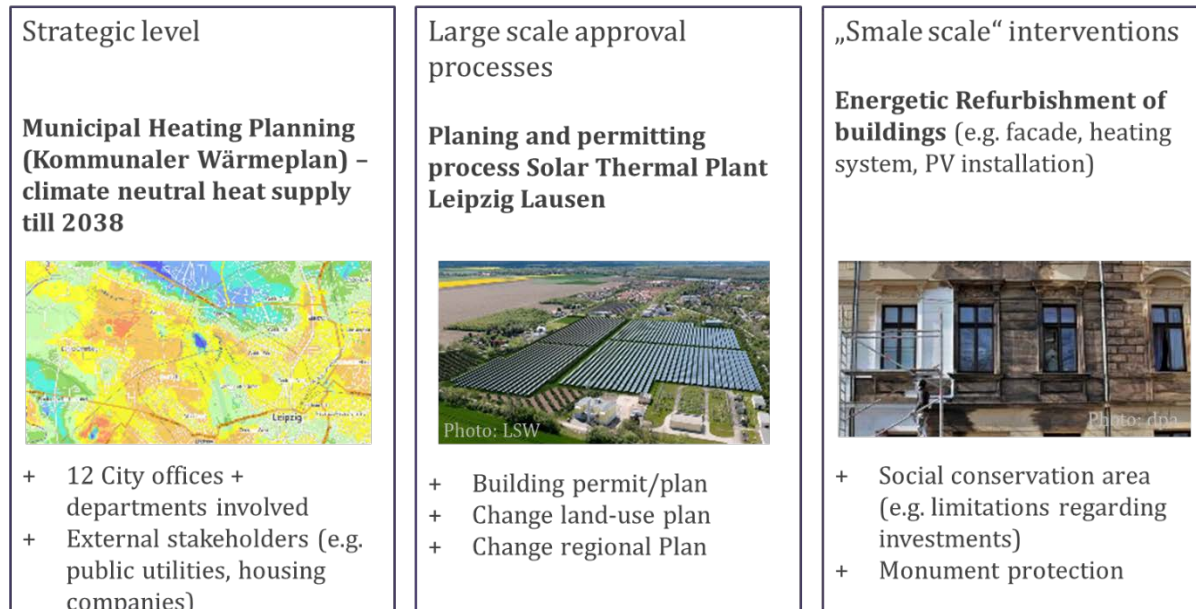 Strategic level
Municipal Heating Planning
(Kommunaler Wärmeplan) –
climate neutral heat supply
till 2038
Leipzig
+ 12 City offices +
departments involved
+ External stakeholders (e.g.
public utilities, housing
companies)
Large scale approval
processes
Planing and permitting
process Solar Thermal Plant
Leipzig Lausen
Photo: LSW
+ Building permit/plan
+ Change land-use plan
+ Change regional Plan
„Smale scale“ interventions
Energetic Refurbishment of
buildings (e.g. facade, heating
system, PV installation)
Photo: dpa
+ Social conservation area
(e.g. limitations regarding
investments)
+ Monument protection